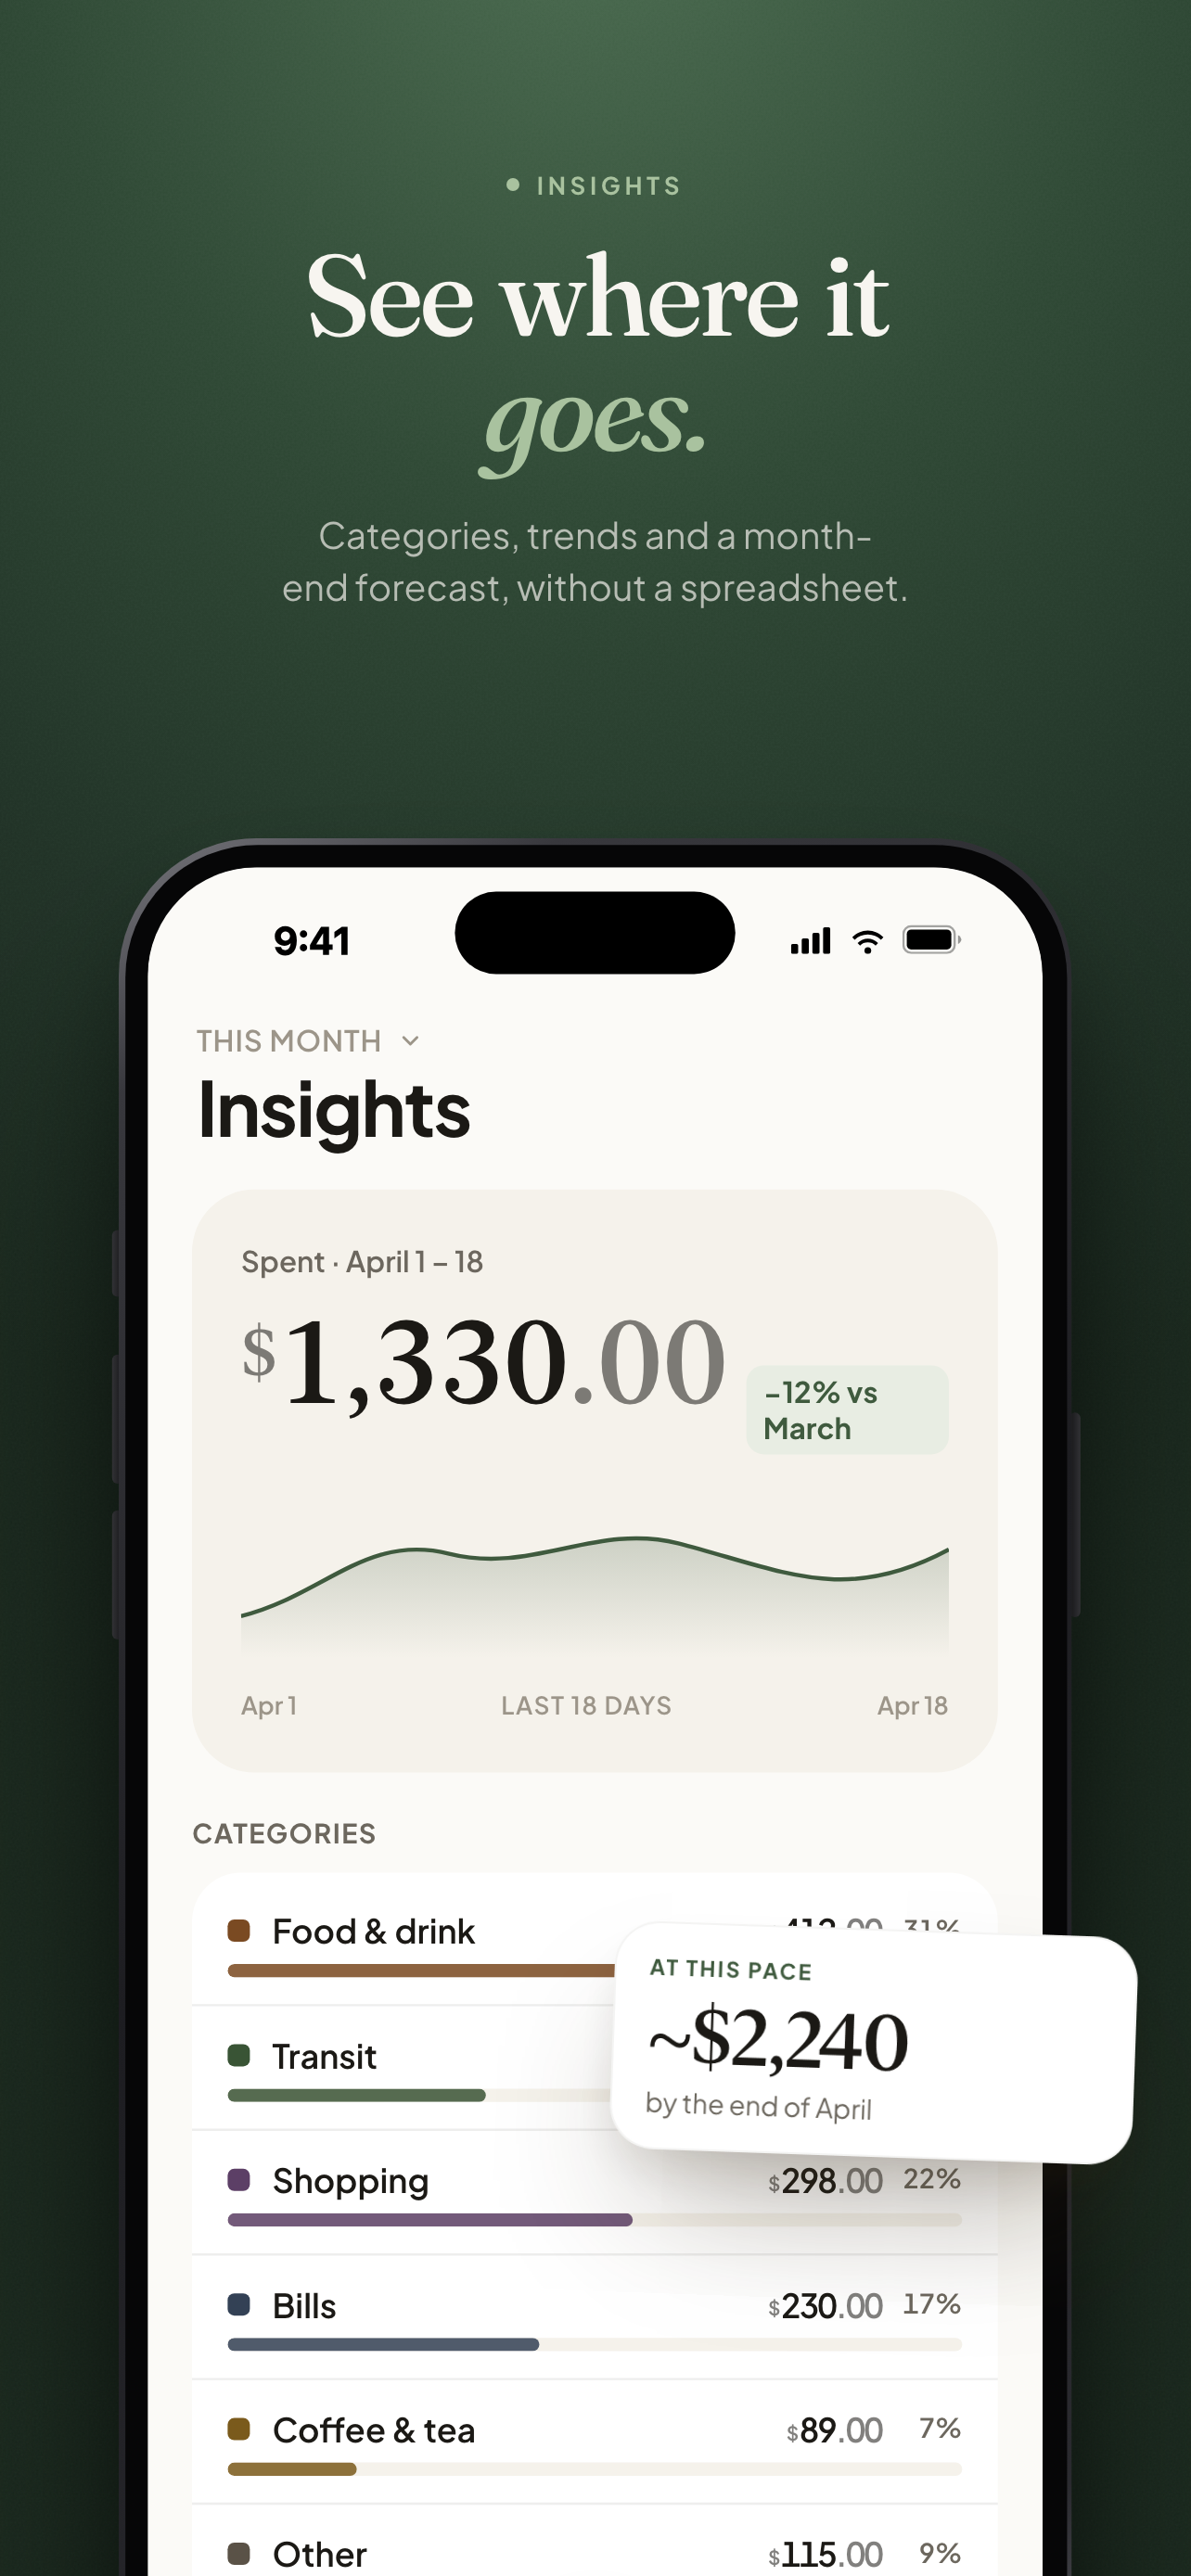 INSIGHTS
See where it
goes.
Categories, trends and a month-
end forecast, without a spreadsheet.
9:41
THIS MONTH
Insights
Spent · April 1 – 18
$1,330.00
–12% vs
March
Apr 1 LAST 18 DAYS Apr 18
CATEGORIES
Food & drink 412.00 31%
AT THIS PACE
~$2,240
by the end of April
Transit
Shopping $298.00 22%
Bills $230.00 17%
Coffee & tea $89.00 7%
Other $115.00 9%